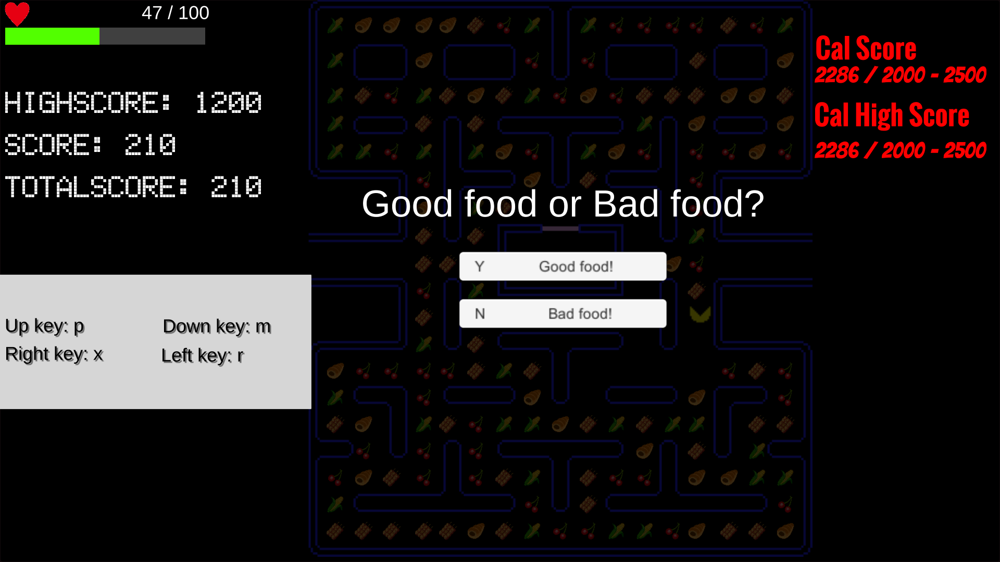 47 / 100
HIGHSCORE: 1200
SCORE: 210
TOTALSCORE: 210
Up key: p
Down key: m
Right key: x
Left key: r
Good food or Bad food?
Y Good food!
N Bad food!
Cal Score
2286 / 2000 - 2500
Cal High Score
2286 / 2000 - 2500